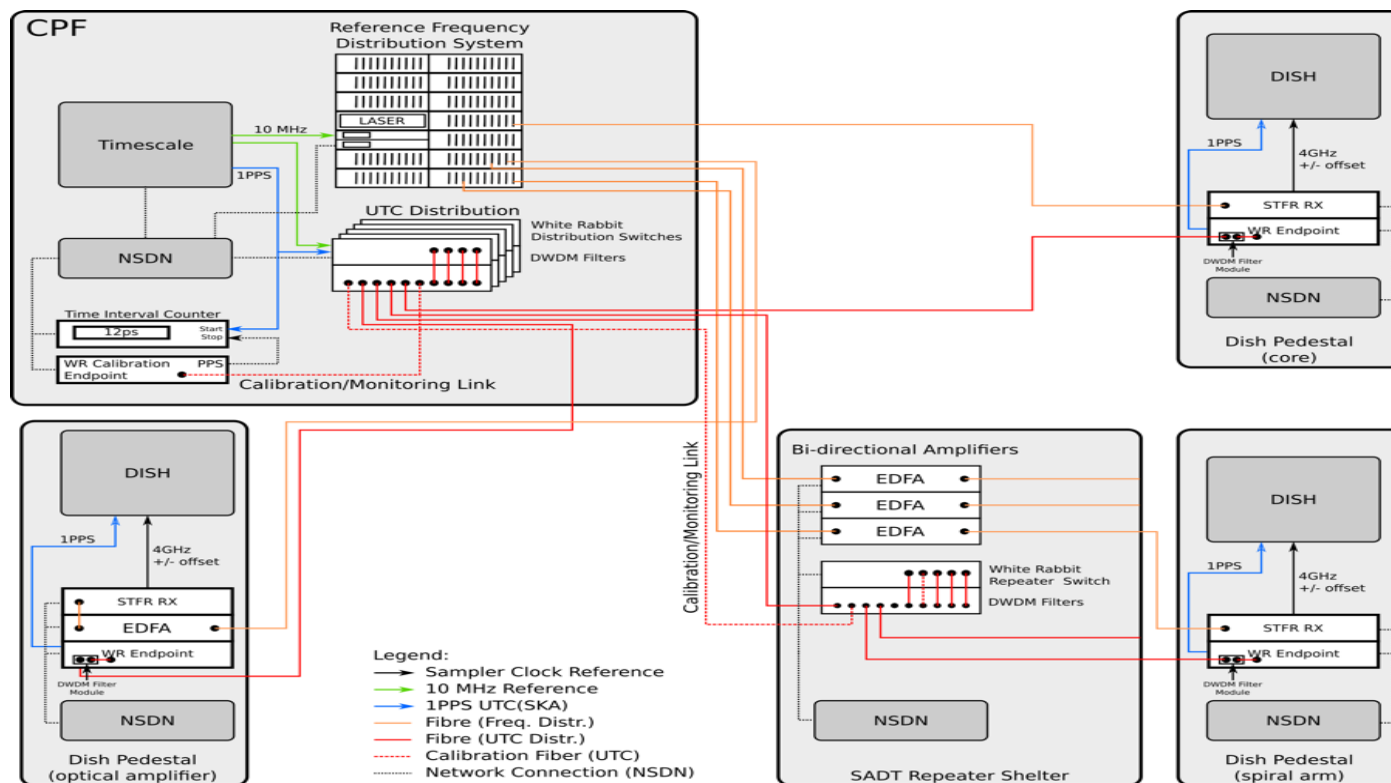 CPF
Reference Frequency
Distribution System
LASER
Timescale
10 MHz
1PPS
NSDN
UTC Distribution
White Rabbit
Distribution Switches
DWDM Filters
Time Interval Counter
12ps
Start
Stop
WR Calibration
Endpoint
PPS
Calibration/Monitoring Link
DISH
1PPS
4GHz
+/- offset
STFR RX
WR Endpoint
DWDM Filter
Module
NSDN
Dish Pedestal
(core)
DISH
1PPS
4GHz
+/- offset
STFR RX
EDFA
WR Endpoint
DWDM Filter
Module
NSDN
Dish Pedestal
(optical amplifier)
Legend:
Sampler Clock Reference
10 MHz Reference
1PPS UTC(SKA)
Fibre (Freq. Distr.)
Fibre (UTC Distr.)
Calibration Fiber (UTC)
Network Connection (NSDN)
Calibration/Monitoring Link
Bi-directional Amplifiers
EDFA
EDFA
EDFA
White Rabbit
Repeater Switch
DWDM Filters
NSDN
SADT Repeater Shelter
DISH
1PPS
4GHz
+/- offset
STFR RX
WR Endpoint
DWDM Filter
Module
NSDN
Dish Pedestal
(spiral arm)